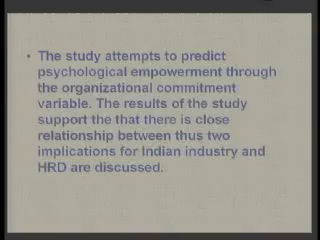 • The study attempts to predict
psychological empowerment through
the organizational commitment
variable. The results of the study
support the that there is close
relationship between thus two
implications for Indian industry and
HRD are discussed.